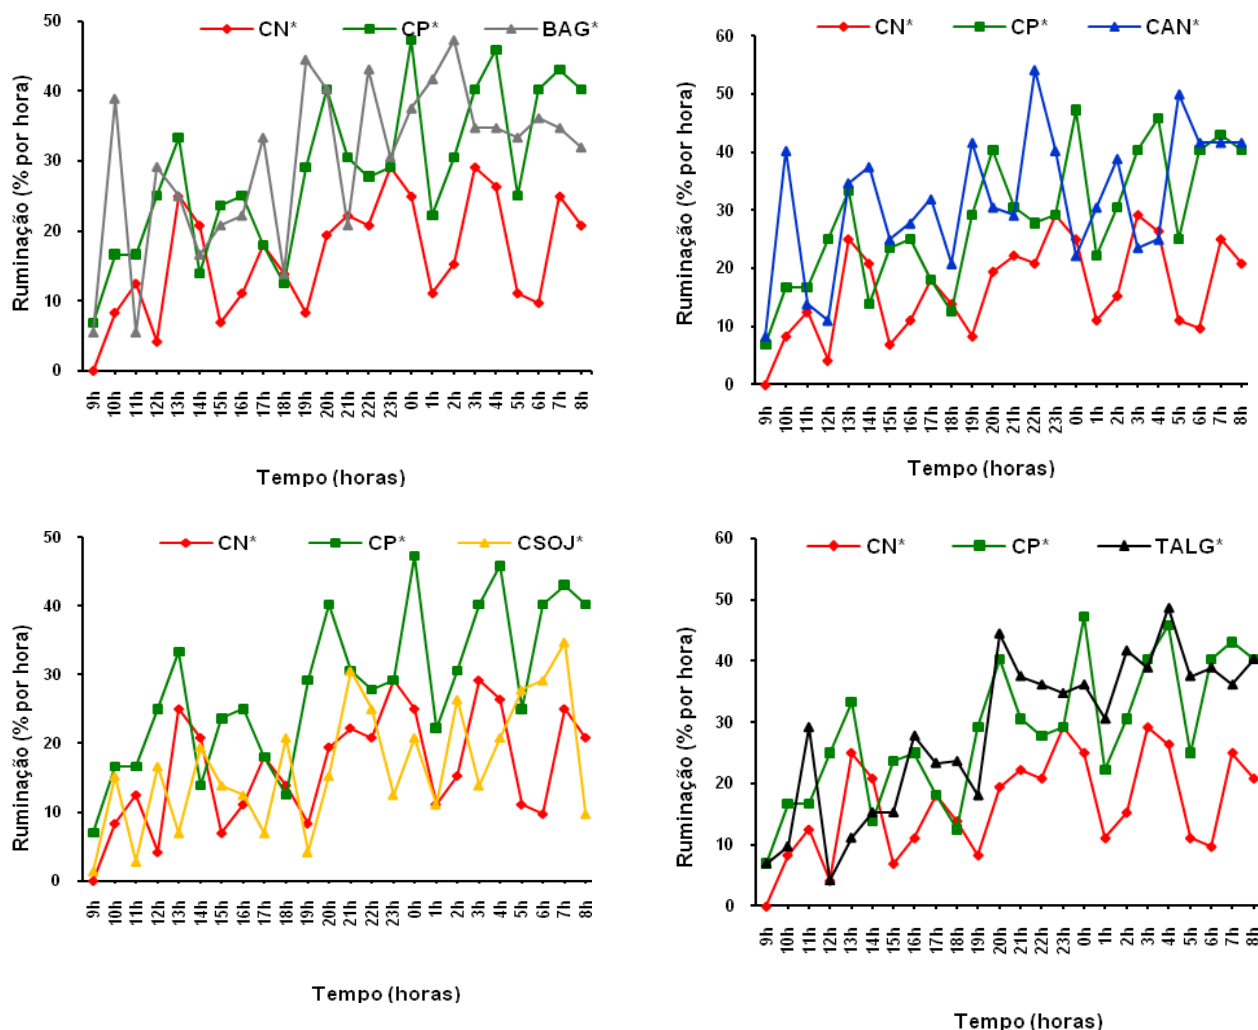 CN* CP* BAG*
Ruminação (% por hora)
50
40
30
20
10
0
9h 10h 11h 12h 13h 14h 15h 16h 17h 18h 19h 20h 21h 22h 23h 0h 1h 2h 3h 4h 5h 6h 7h 8h
Tempo (horas)
CN* CP* CAN*
Ruminação (% por hora)
60
50
40
30
20
10
0
9h 10h 11h 12h 13h 14h 15h 16h 17h 18h 19h 20h 21h 22h 23h 0h 1h 2h 3h 4h 5h 6h 7h 8h
Tempo (horas)
CN* CP* CSOJ*
Ruminação (% por hora)
50
40
30
20
10
0
9h 10h 11h 12h 13h 14h 15h 16h 17h 18h 19h 20h 21h 22h 23h 0h 1h 2h 3h 4h 5h 6h 7h 8h
Tempo (horas)
CN* CP* TALG*
Ruminação (% por hora)
60
50
40
30
20
10
0
9h 10h 11h 12h 13h 14h 15h 16h 17h 18h 19h 20h 21h 22h 23h 0h 1h 2h 3h 4h 5h 6h 7h 8h
Tempo (horas)